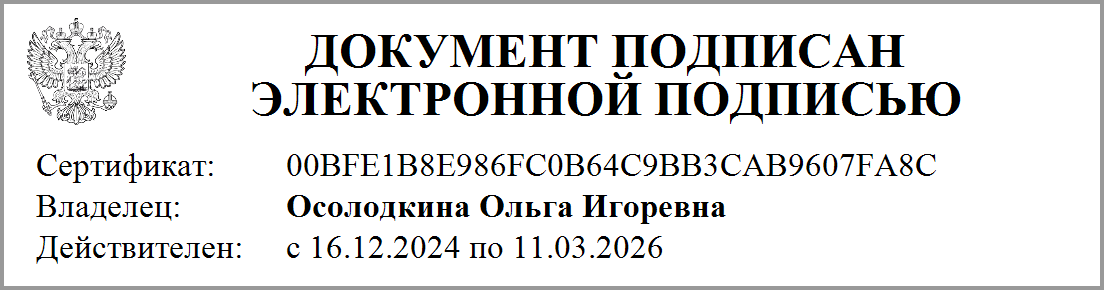 ДОКУМЕНТ ПОДПИСАН
ЭЛЕКТРОННОЙ ПОДПИСЬЮ
Сертификат: 00BFE1B8E986FC0B64C9BB3CAB9607FA8C
Владелец: Осолодкина Ольга Игоревна
Действителен: с 16.12.2024 по 11.03.2026